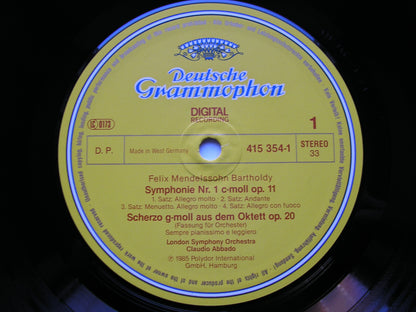 Deutsche
Grammophon
DIGITAL
RECORDING
1
0173
D. P.
Made in West Germany
415 354-1
STEREO
33
Felix Mendelssohn Bartholdy
Symphonie Nr. 1 c-moll op. 11
1. Satz: Allegro molto · 2. Satz: Andante
3. Satz: Menuetto. Allegro molto · 4. Satz: Allegro con fuoco
Scherzo g-moll aus dem Oktett op. 20
(Fassung für Orchester)
Sempre pianissimo e leggiero
London Symphony Orchestra
Claudio Abbado
℗ 1985 Polydor International
GmbH, Hamburg